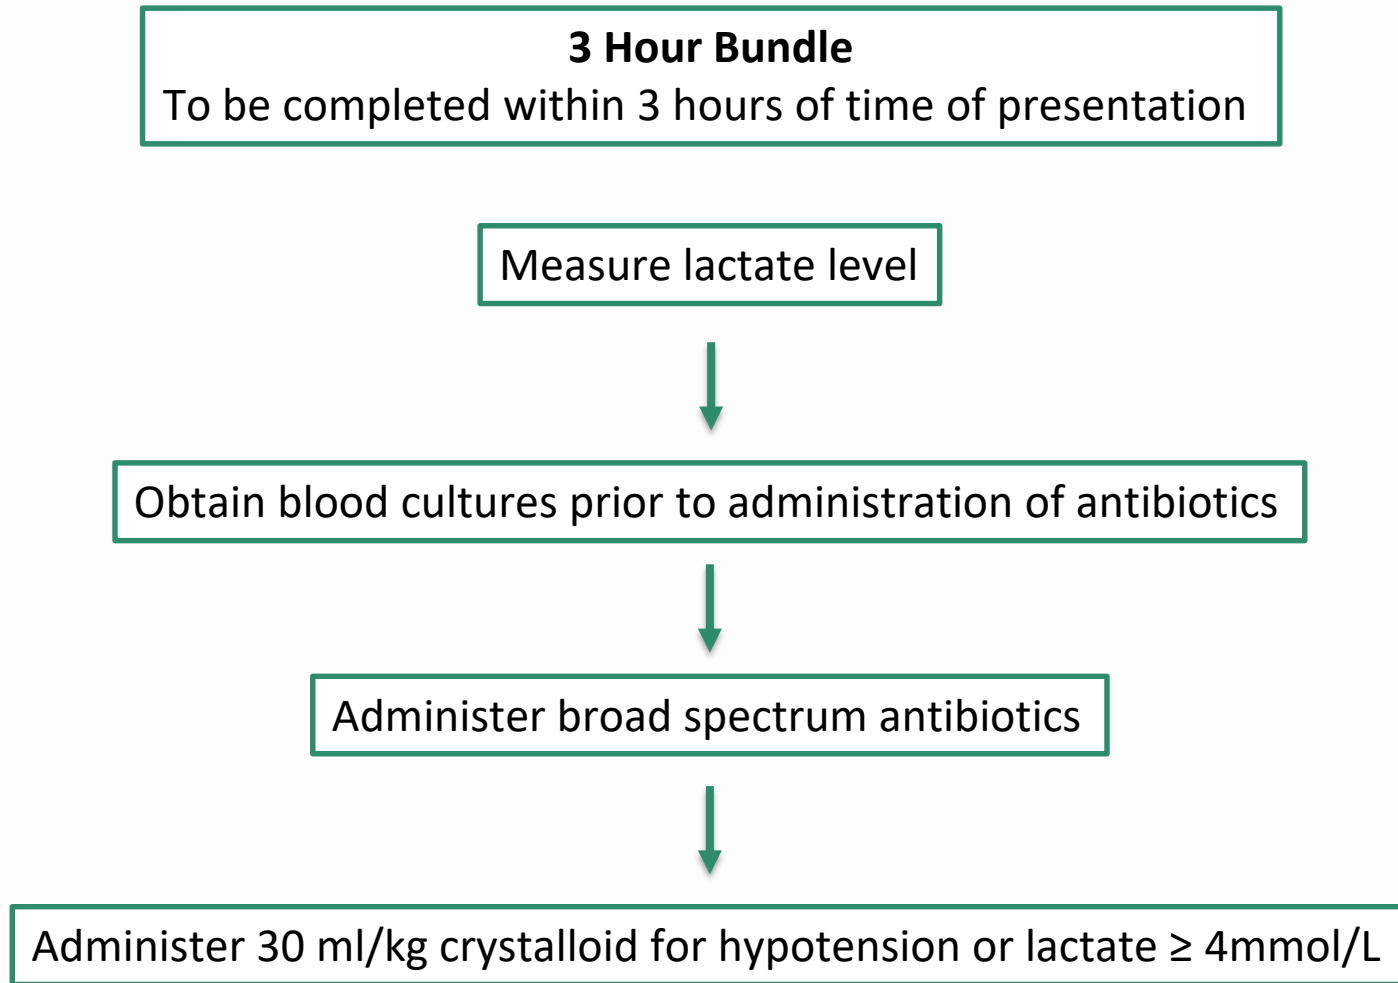 3 Hour Bundle
To be completed within 3 hours of time of presentation
Measure lactate level
Obtain blood cultures prior to administration of antibiotics
Administer broad spectrum antibiotics
Administer 30 ml/kg crystalloid for hypotension or lactate ≥ 4mmol/L